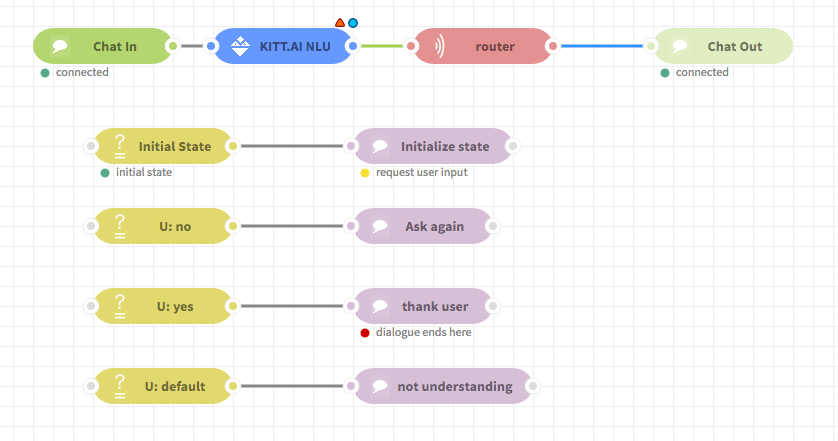 Chat In
KITT.AI NLU
router
Chat Out
connected
connected
Initial State
Initialize state
initial state
request user input
U: no
Ask again
U: yes
thank user
dialogue ends here
U: default
not understanding